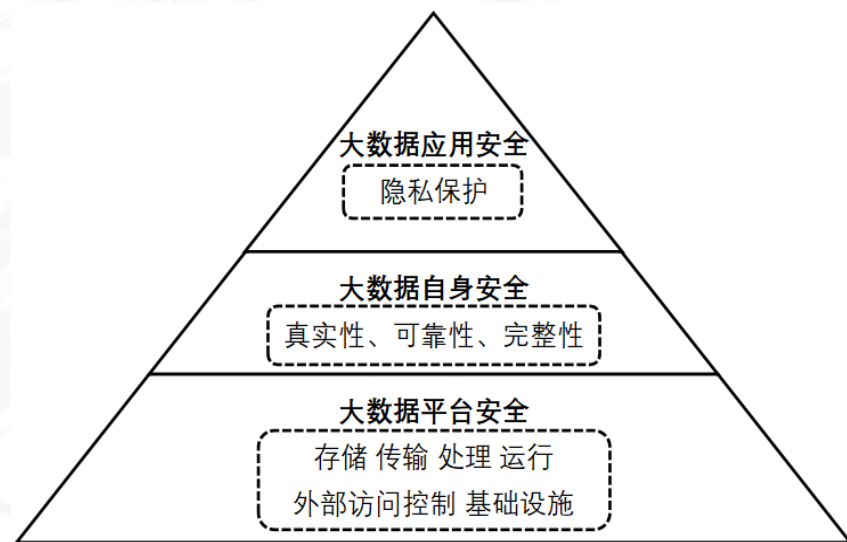 大数据应用安全
隐私保护
大数据自身安全
真实性、可靠性、完整性
大数据平台安全
存储 传输 处理 运行
外部访问控制 基础设施